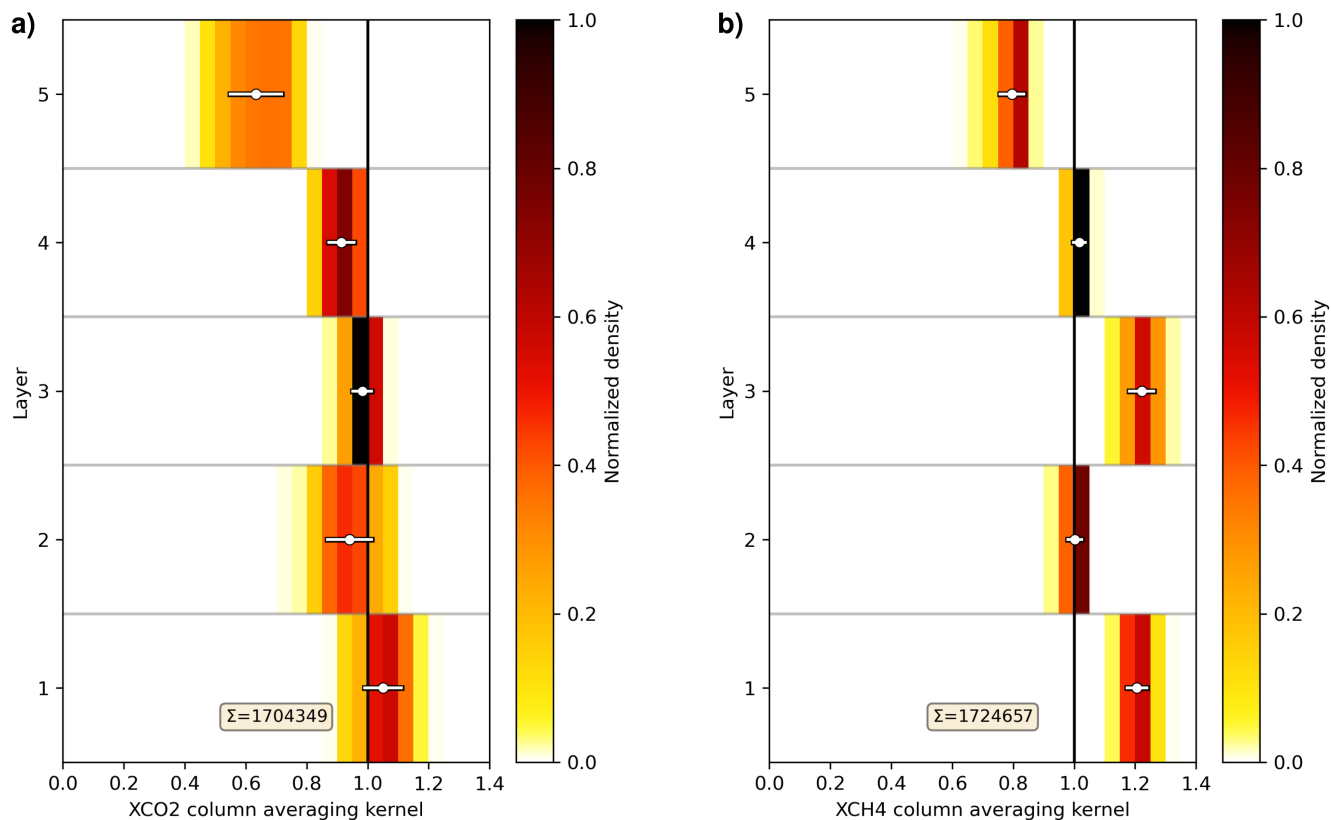 a)
Layer
5
4
3
2
1
Σ=1704349
0.0 0.2 0.4 0.6 0.8 1.0 1.2 1.4
XCO2 column averaging kernel
1.0
0.8
0.6
0.4
0.2
0.0
Normalized density
b)
Layer
5
4
3
2
1
Σ=1724657
0.0 0.2 0.4 0.6 0.8 1.0 1.2 1.4
XCH4 column averaging kernel
1.0
0.8
0.6
0.4
0.2
0.0
Normalized density